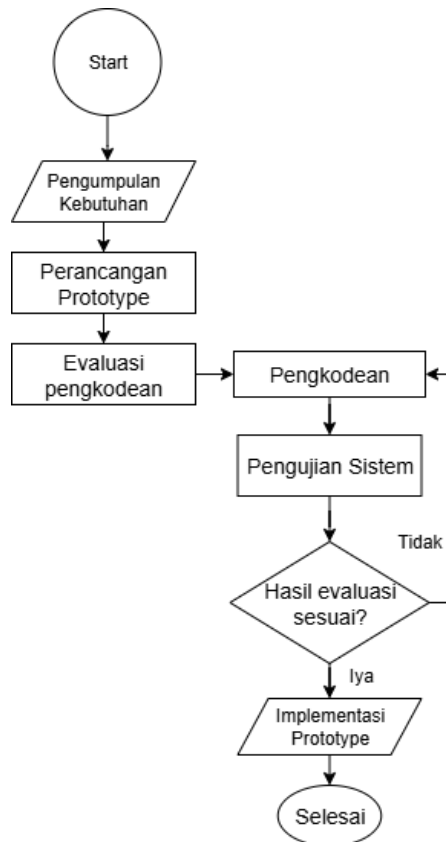 Start
Pengumpulan
Kebutuhan
Perancangan
Prototype
Evaluasi
pengkodean
Pengkodean
Pengujian Sistem
Tidak
Hasil evaluasi
sesuai?
Iya
Implementasi
Prototype
Selesai